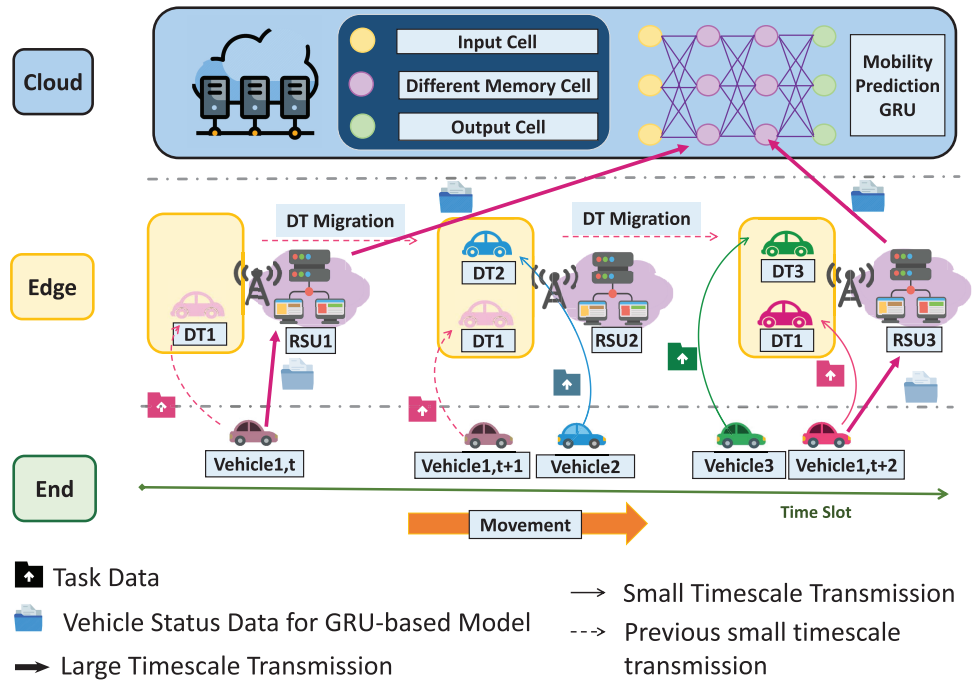 Cloud
Input Cell
Different Memory Cell
Output Cell
Mobility
Prediction
GRU
Edge
DT Migration
DT Migration
DT1
RSU1
DT2
DT1
RSU2
DT3
DT1
RSU3
End
Vehicle1,t
Vehicle1,t+1
Vehicle2
Vehicle3
Vehicle1,t+2
Time Slot
Movement
Task Data
Vehicle Status Data for GRU-based Model
Large Timescale Transmission
Small Timescale Transmission
Previous small timescale
transmission